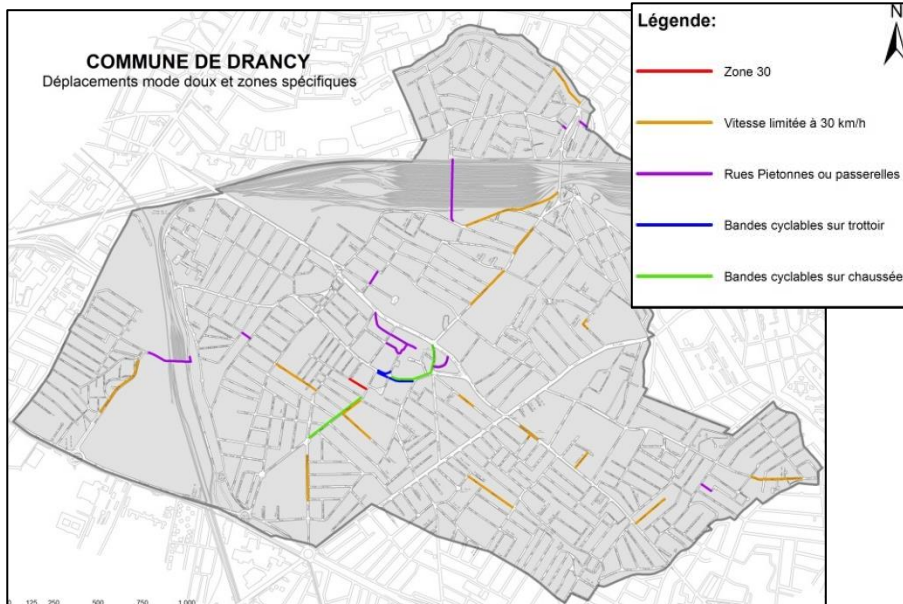 COMMUNE DE DRANCY
Déplacements mode doux et zones spécifiques
Légende:
N
Zone 30
Vitesse limitée à 30 km/h
Rues Pietonnes ou passerelles
Bandes cyclables sur trottoir
Bandes cyclables sur chaussée
0 125 250 500 750 1 000